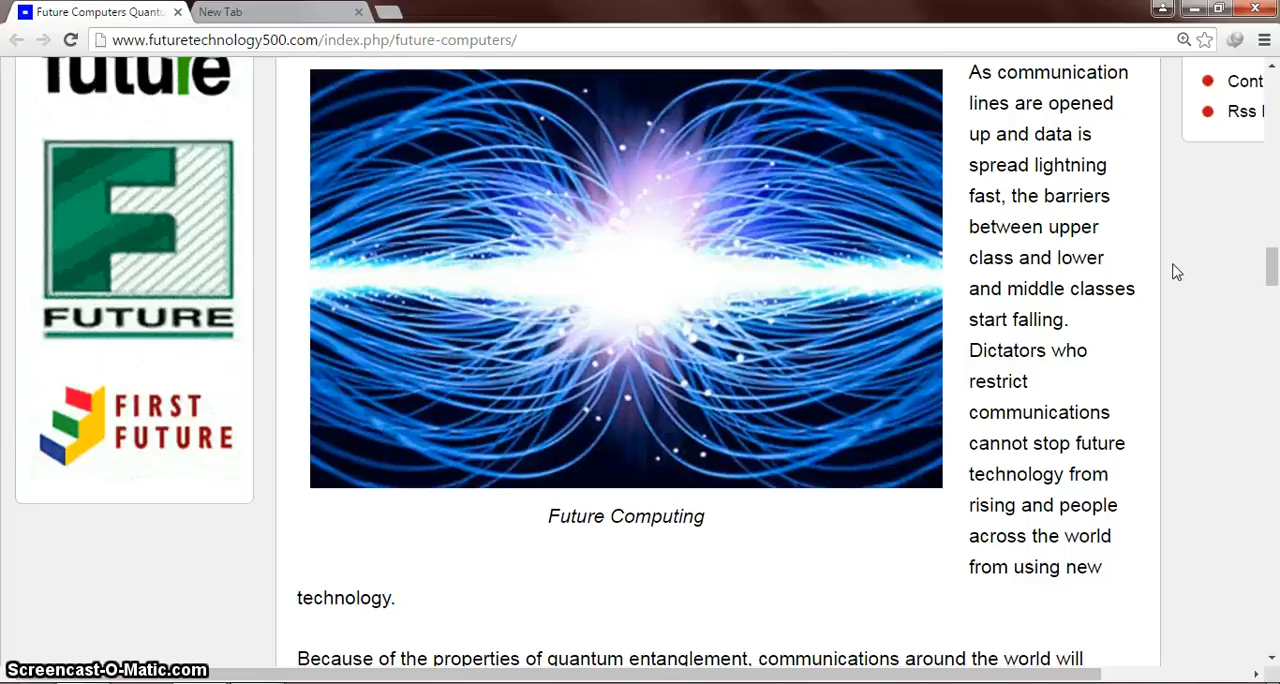 Future Computers Quant
New Tab
www.futuretechnology500.com/index.php/future-computers/
future
FUTURE
FIRST
FUTURE
Future Computing
As communication
lines are opened
up and data is
spread lightning
fast, the barriers
between upper
class and lower
and middle classes
start falling.
Dictators who
restrict
communications
cannot stop future
technology from
rising and people
across the world
from using new
technology.
Because of the properties of quantum entanglement, communications around the world will
Cont
Rss
Screencast-O-Matic.com